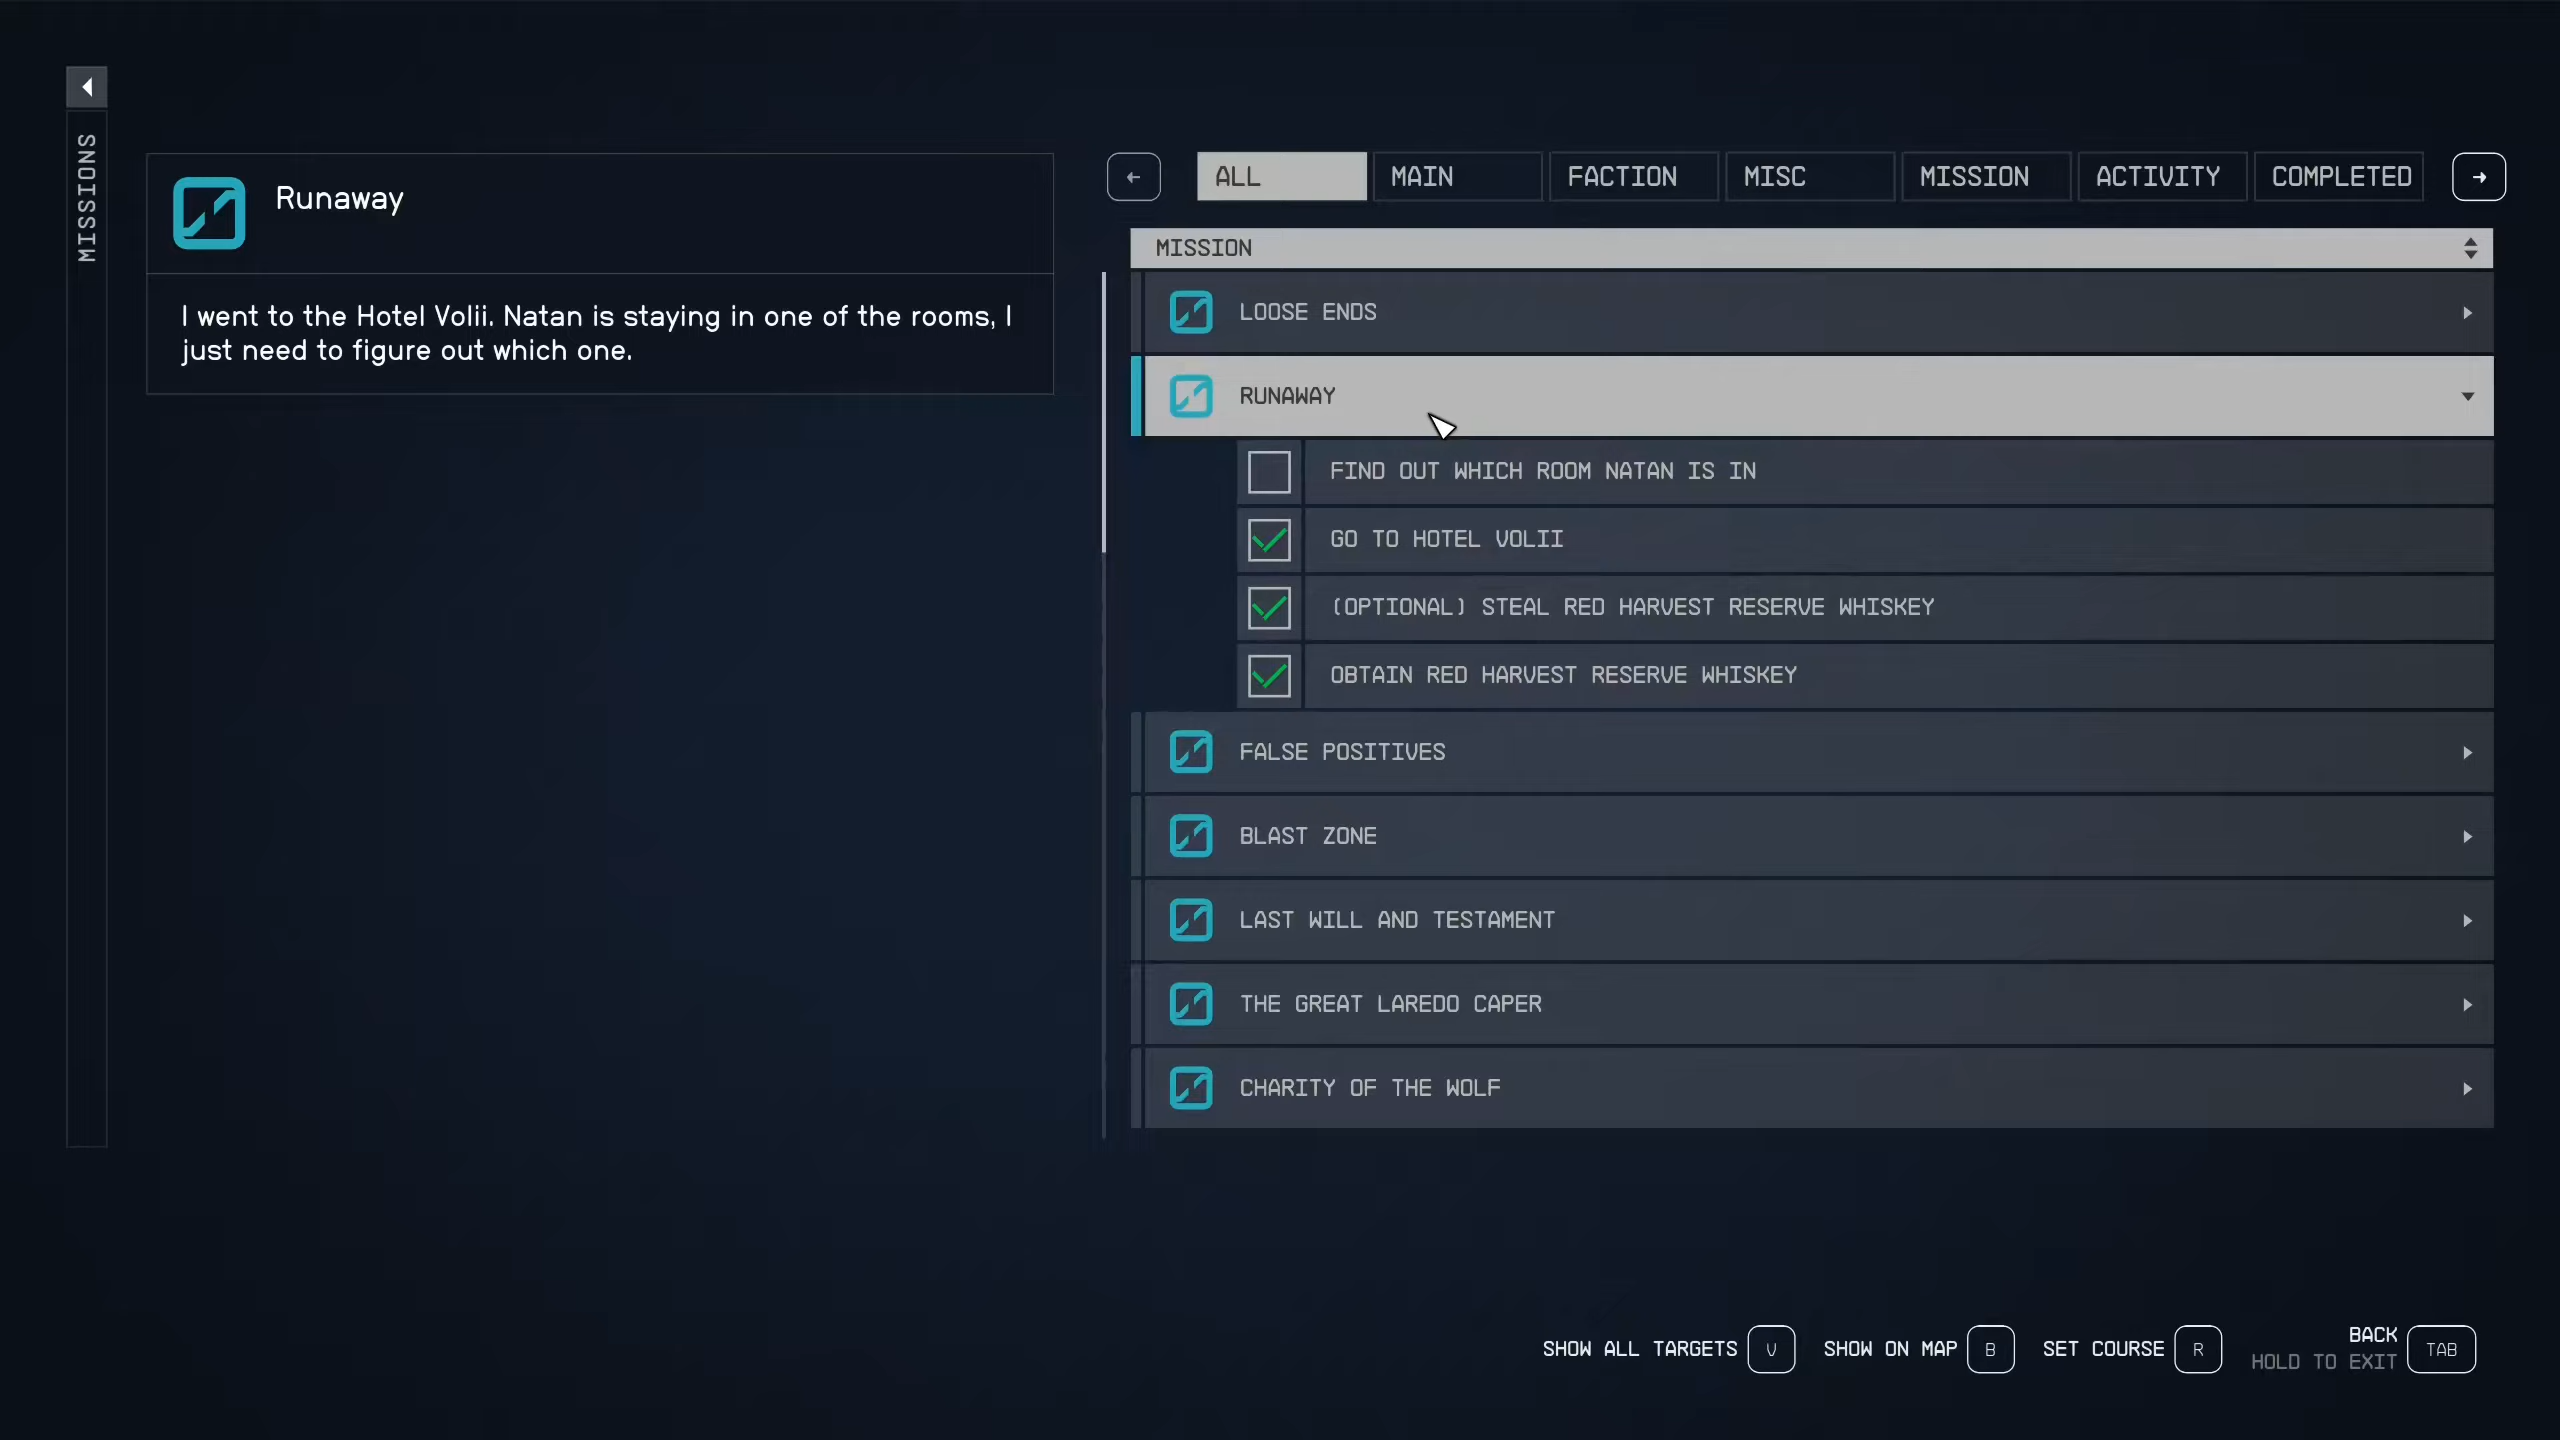 MISSIONS
Runaway
I went to the Hotel Volii. Natan is staying in one of the rooms, I
just need to figure out which one.
ALL
MAIN
FACTION
MISC
MISSION
ACTIVITY
COMPLETED
MISSION
LOOSE ENDS
RUNAWAY
FIND OUT WHICH ROOM NATAN IS IN
GO TO HOTEL VOLII
(OPTIONAL) STEAL RED HARVEST RESERVE WHISKEY
OBTAIN RED HARVEST RESERVE WHISKEY
FALSE POSITIVES
BLAST ZONE
LAST WILL AND TESTAMENT
THE GREAT LAREDO CAPER
CHARITY OF THE WOLF
SHOW ALL TARGETS V
SHOW ON MAP B
SET COURSE R
BACK
HOLD TO EXIT
TAB